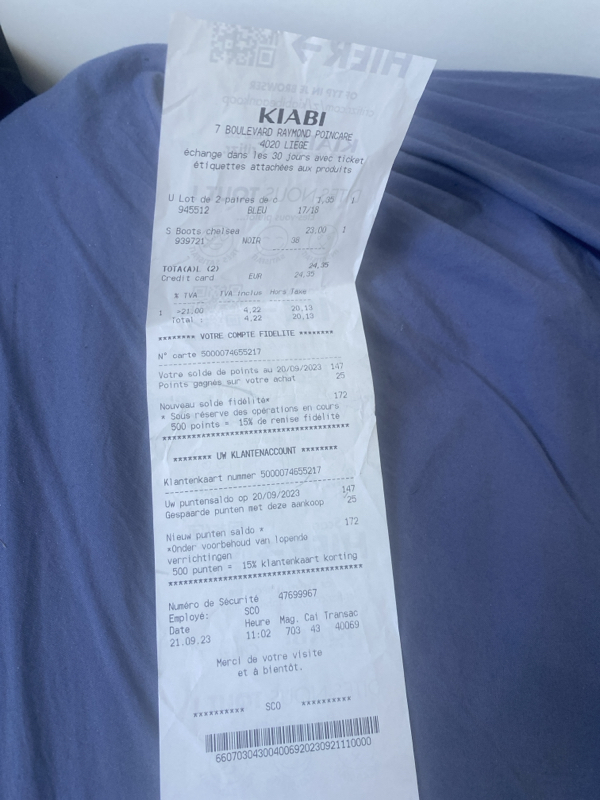 KIABI
7 BOULEVARD RAYMOND POINCARE
4020 LIEGE
échange dans les 30 jours avec ticket
étiquettes attachées aux produits
U Lot de 2 paires de c 1,35 1
945512 BLEU 17/18
S Boots chelsea 23,00 1
939721 NOIR 38
TOTA(A)L (2) 24,35
Credit card EUR 24,35
% TVA TVA inclus Hors Taxe
1 >21,00 4,22 20,13
Total : 4,22 20,13
******** VOTRE COMPTE FIDELITE ********
N° carte 5000074655217
Votre solde de points au 20/09/2023 147
Points gagnés sur votre achat 25
Nouveau solde fidélité* 172
* Sous réserve des opérations en cours
500 points = 15% de remise fidélité
******** UW KLANTENACCOUNT ********
Klantenkaart nummer 5000074655217
Uw puntensaldo op 20/09/2023 147
Gespaarde punten met deze aankoop 25
Nieuw punten saldo * 172
*Onder voorbehoud van lopende
verrichtingen
500 punten = 15% klantenkaart korting
Numéro de Sécurité 47699967
Employé: SCO
Date Heure Mag. Cai Transac
21.09.23 11:02 703 43 40069
Merci de votre visite
et à bientôt.
********** SCO **********
660703043004006920230921110000